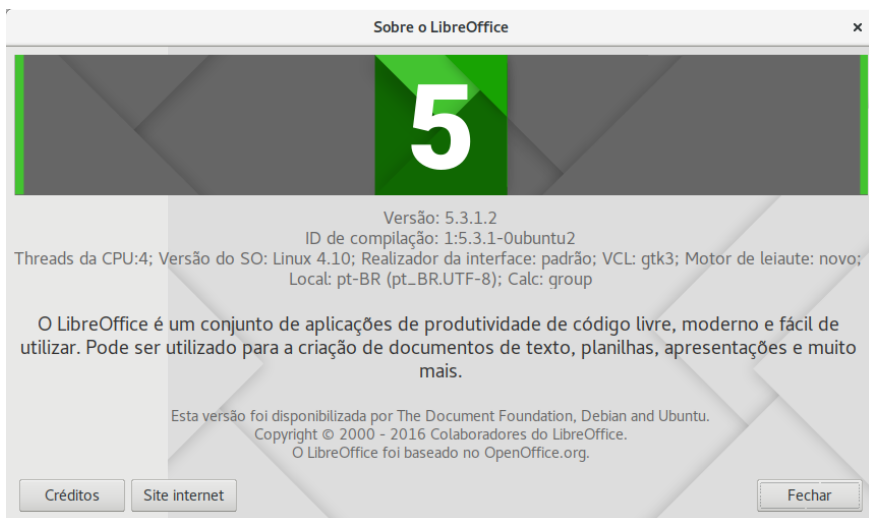 Sobre o LibreOffice ×
5
Versão: 5.3.1.2
ID de compilação: 1:5.3.1-0ubuntu2
Threads da CPU:4; Versão do SO: Linux 4.10; Realizador da interface: padrão; VCL: gtk3; Motor de leiaute: novo;
Local: pt-BR (pt_BR.UTF-8); Calc: group
O LibreOffice é um conjunto de aplicações de produtividade de código livre, moderno e fácil de
utilizar. Pode ser utilizado para a criação de documentos de texto, planilhas, apresentações e muito
mais.
Esta versão foi disponibilizada por The Document Foundation, Debian and Ubuntu.
Copyright © 2000 - 2016 Colaboradores do LibreOffice.
O LibreOffice foi baseado no OpenOffice.org.
Créditos Site internet Fechar